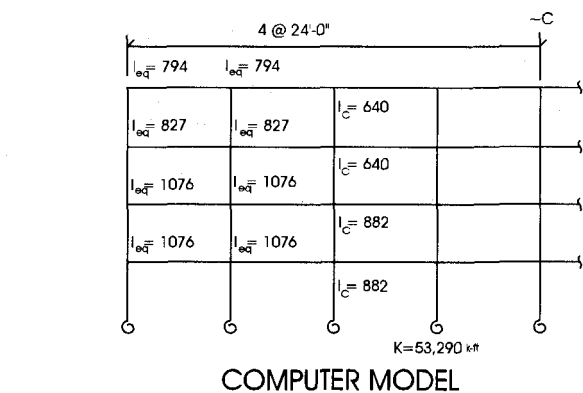 ~C
4 @ 24'-0"
Ieq= 794 Ieq= 794
IC= 640
Ieq= 827 Ieq= 827
IC= 640
Ieq= 1076 Ieq= 1076
IC= 882
Ieq= 1076 Ieq= 1076
IC= 882
K=53,290 k-ft
COMPUTER MODEL